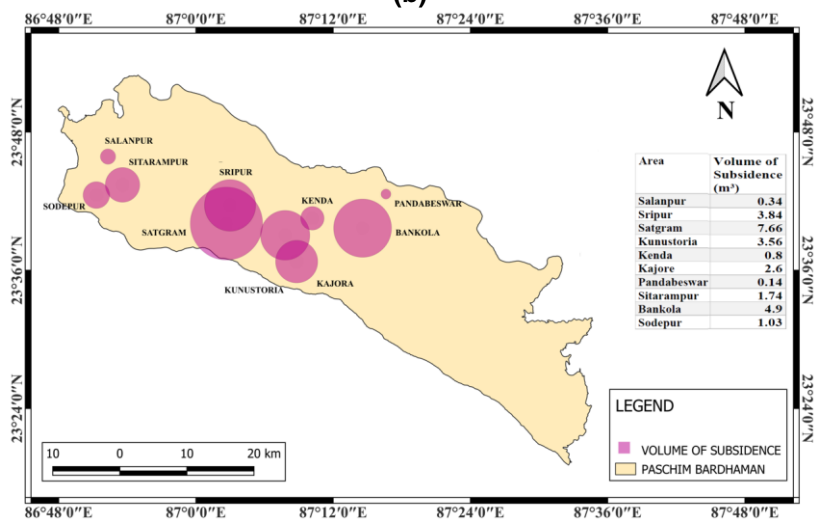 (b)
86°48′0″E 87°0′0″E 87°12′0″E 87°24′0″E 87°36′0″E 87°48′0″E
23°48′0″N
23°36′0″N
23°24′0″N
23°48′0″N
23°36′0″N
23°24′0″N
N
SALANPUR
SITARAMPUR
SODEPUR
SRIPUR
SATGRAM
KENDA
PANDABESWAR
BANKOLA
KUNUSTORIA
KAJORA
Area Volume of
Subsidence
(m³)
Salanpur 0.34
Sripur 3.84
Satgram 7.66
Kunustoria 3.56
Kenda 0.8
Kajore 2.6
Pandabeswar 0.14
Sitarampur 1.74
Bankola 4.9
Sodepur 1.03
LEGEND
VOLUME OF SUBSIDENCE
PASCHIM BARDHAMAN
10 0 10 20 km
86°48′0″E 87°0′0″E 87°12′0″E 87°24′0″E 87°36′0″E 87°48′0″E